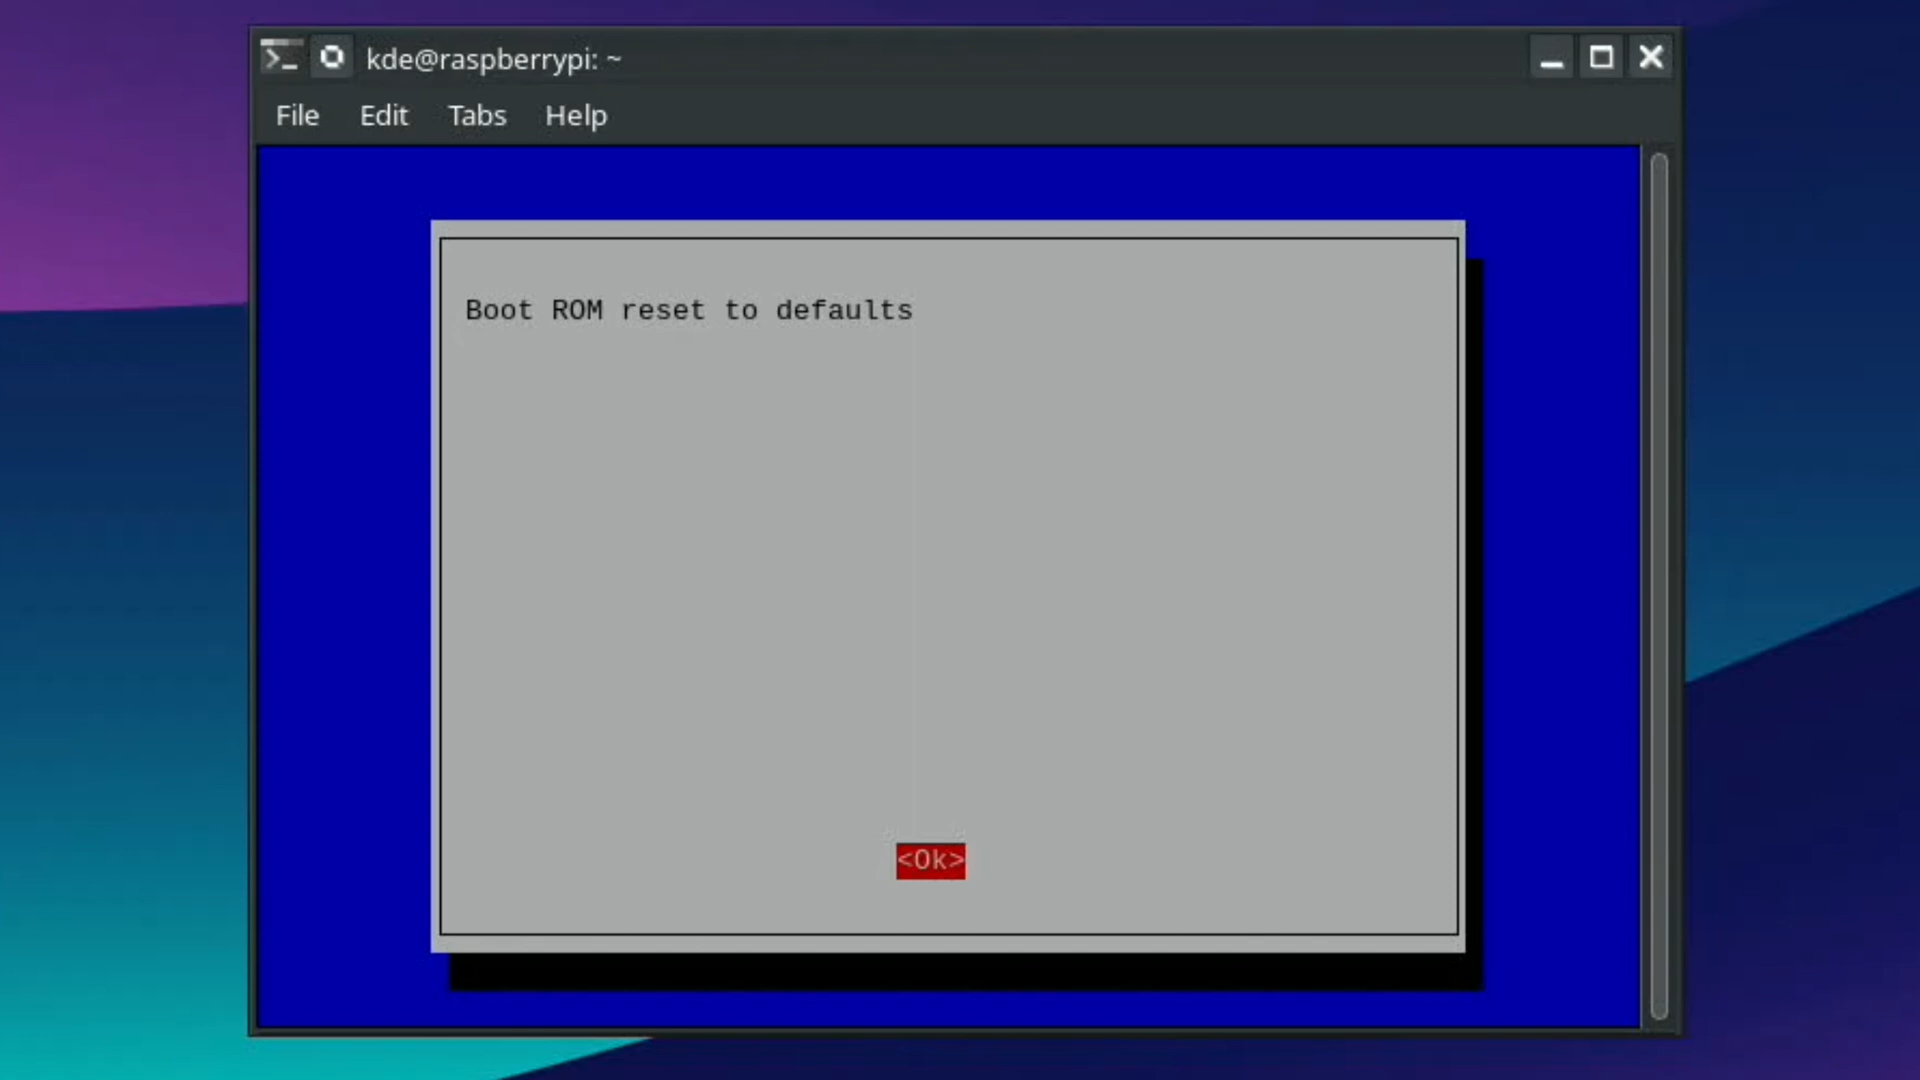 kde@raspberrypi: ~
File Edit Tabs Help
Boot ROM reset to defaults
<Ok>